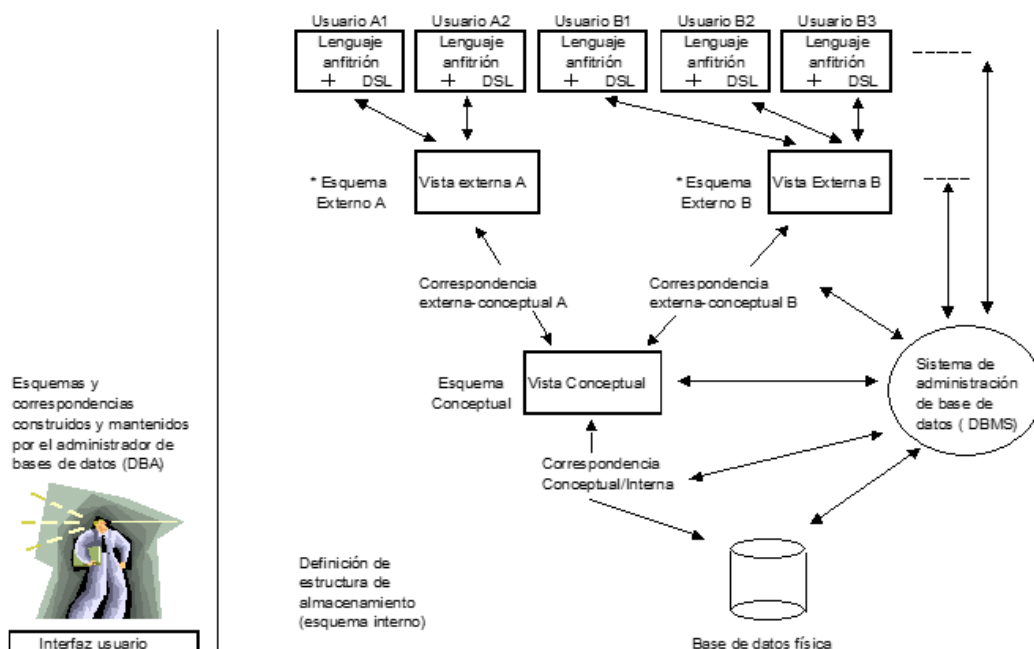 Usuario A1
Usuario A2
Usuario B1
Usuario B2
Usuario B3
Lenguaje
anfitrión
+ DSL
Lenguaje
anfitrión
+ DSL
Lenguaje
anfitrión
+ DSL
Lenguaje
anfitrión
+ DSL
Lenguaje
anfitrión
+ DSL
* Esquema
Externo A
Vista externa A
* Esquema
Externo B
Vista Externa B
Correspondencia
externa-conceptual A
Correspondencia
externa-conceptual B
Esquema
Conceptual
Vista Conceptual
Sistema de
administración
de base de
datos ( DBMS)
Esquemas y
correspondencias
construidos y mantenidos
por el administrador de
bases de datos (DBA)
Correspondencia
Conceptual/Interna
Definición de
estructura de
almacenamiento
(esquema interno)
Base de datos física
Interfaz usuario